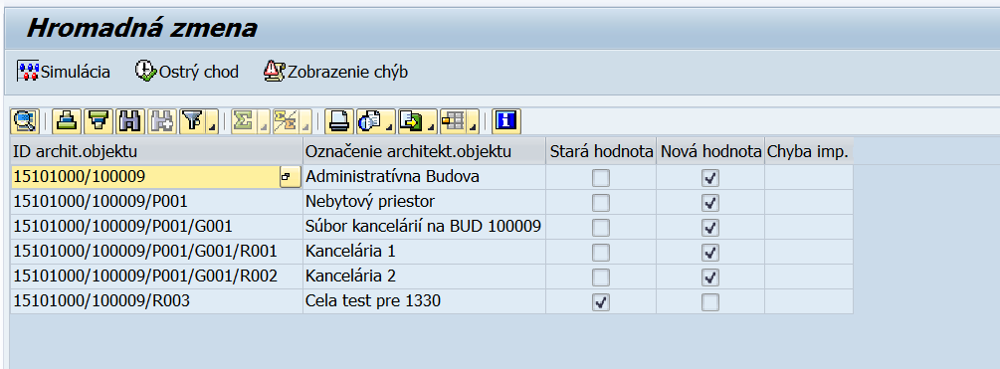 Hromadná zmena
Simulácia Ostrý chod Zobrazenie chýb
ID archit.objektu Označenie architekt.objektu Stará hodnota Nová hodnota Chyba imp.
15101000/100009 Administratívna Budova
15101000/100009/P001 Nebytový priestor
15101000/100009/P001/G001 Súbor kancelárií na BUD 100009
15101000/100009/P001/G001/R001 Kancelária 1
15101000/100009/P001/G001/R002 Kancelária 2
15101000/100009/R003 Cela test pre 1330